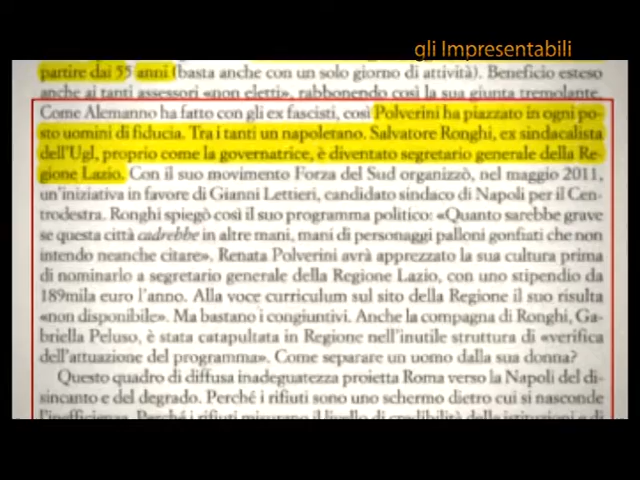 gli Impresentabili
partire dai 55 anni (basta anche con un solo giorno di attività). Beneficio esteso
anche ai tanti assessori «non eletti», rabbonendo così la sua giunta tremolante.
Come Alemanno ha fatto con gli ex fascisti, così Polverini ha piazzato in ogni po-
sto uomini di fiducia. Tra i tanti un napoletano. Salvatore Ronghi, ex sindacalista
dell'Ugl, proprio come la governatrice, è diventato segretario generale della Re-
gione Lazio. Con il suo movimento Forza del Sud organizzò, nel maggio 2011,
un'iniziativa in favore di Gianni Lettieri, candidato sindaco di Napoli per il Cen-
trodestra. Ronghi spiegò così il suo programma politico: «Quanto sarebbe grave
se questa città cadrebbe in altre mani, mani di personaggi palloni gonfiati che non
intendo neanche citare». Renata Polverini avrà apprezzato la sua cultura prima
di nominarlo a segretario generale della Regione Lazio, con uno stipendio da
189mila euro l'anno. Alla voce curriculum sul sito della Regione il suo risulta
«non disponibile». Ma bastano i congiuntivi. Anche la compagna di Ronghi, Ga-
briella Peluso, è stata catapultata in Regione nell'inutile struttura di «verifica
dell'attuazione del programma». Come separare un uomo dalla sua donna?
Questo quadro di diffusa inadeguatezza proietta Roma verso la Napoli del di-
sincanto e del degrado. Perché i rifiuti sono uno schermo dietro cui si nasconde
l'inefficienza. Perché i rifiuti misurano il livello di credibilità delle istituzioni e di